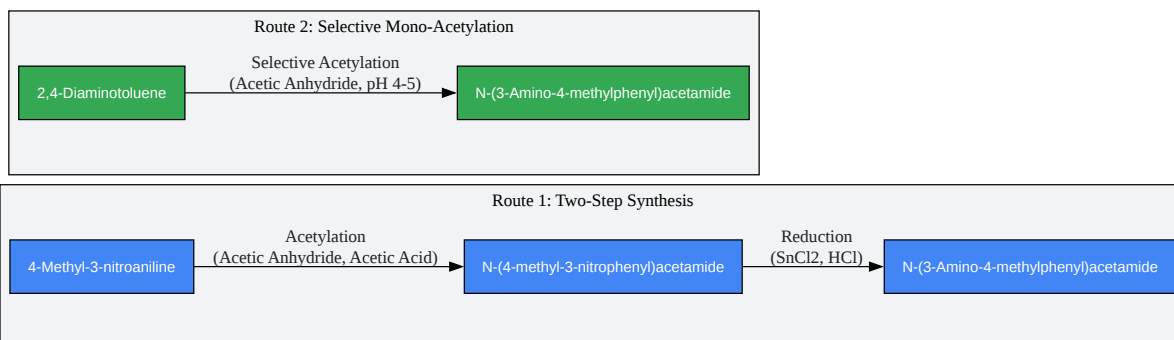 Route 2: Selective Mono-Acetylation
Selective Acetylation
(Acetic Anhydride, pH 4-5)
2,4-Diaminotoluene
N-(3-Amino-4-methylphenyl)acetamide
Route 1: Two-Step Synthesis
Acetylation
(Acetic Anhydride, Acetic Acid)
Reduction
(SnCl2, HCl)
4-Methyl-3-nitroaniline
N-(4-methyl-3-nitrophenyl)acetamide
N-(3-Amino-4-methylphenyl)acetamide